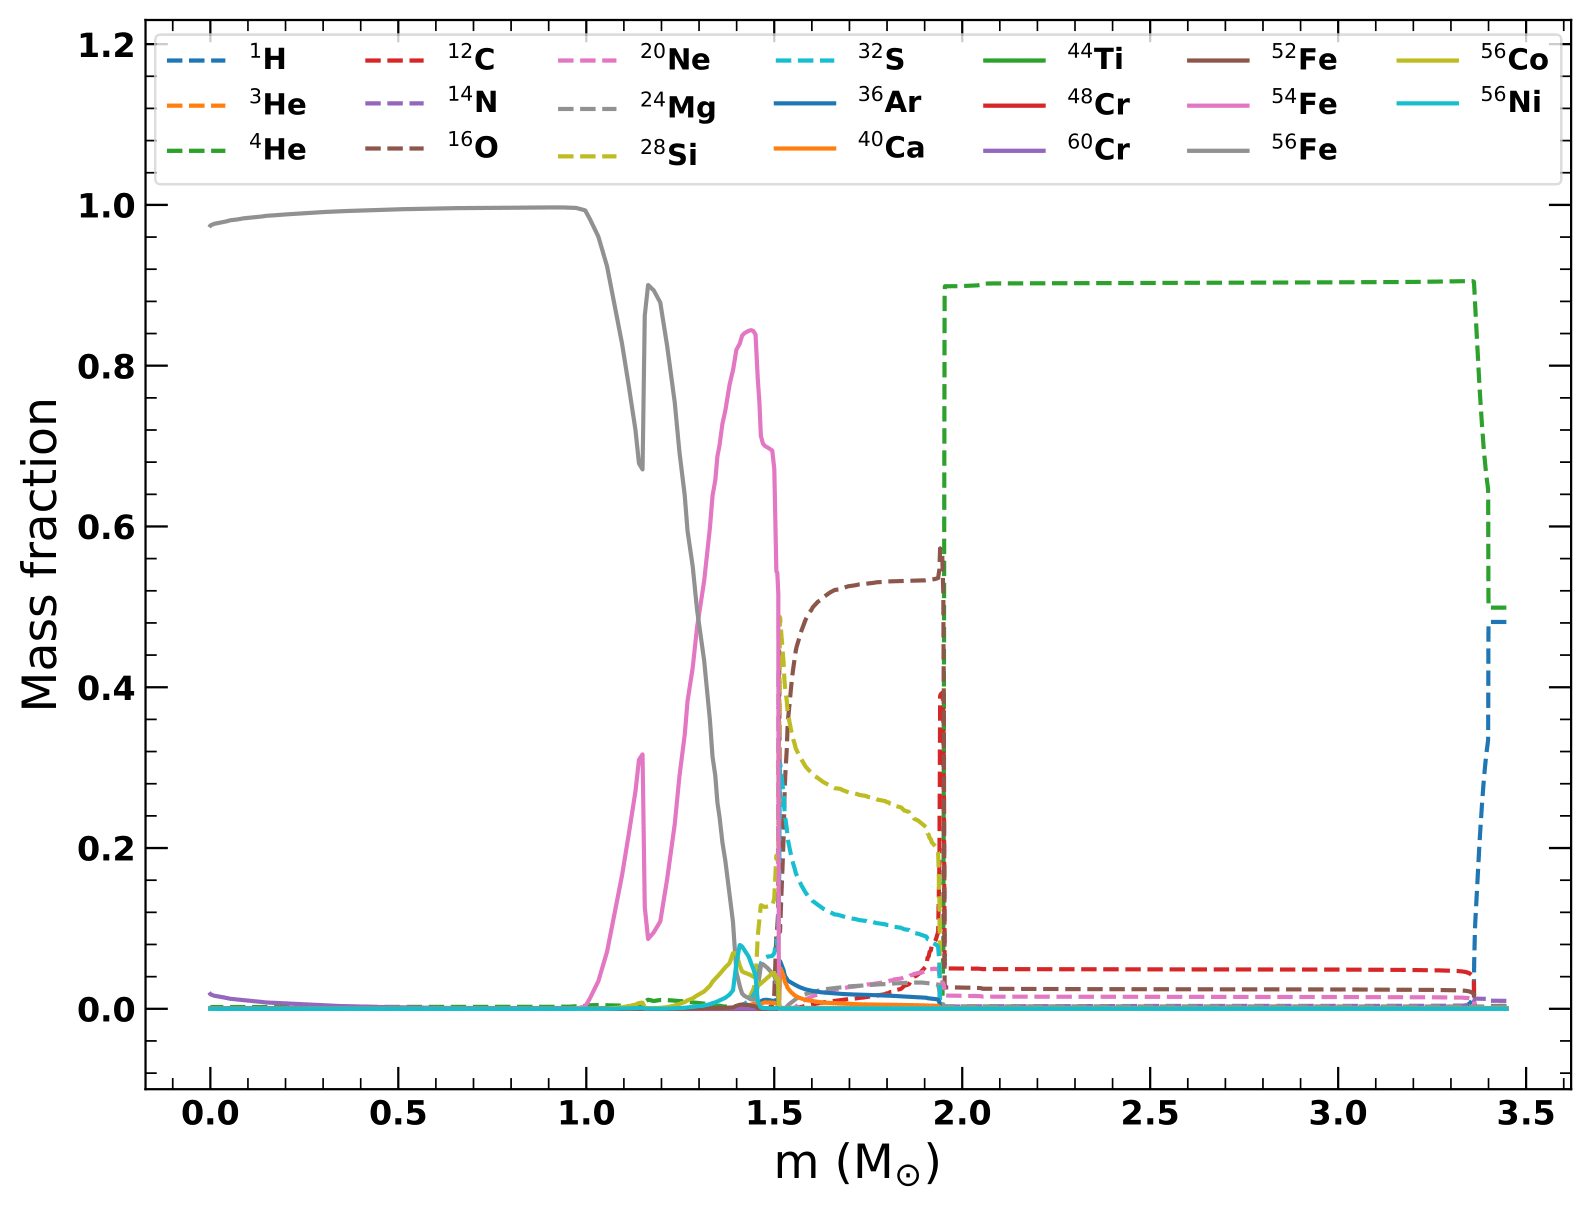 1.2
1.0
0.8
0.6
0.4
0.2
0.0
Mass fraction
¹H ¹²C ²⁰Ne ³²S ⁴⁴Ti ⁵²Fe ⁵⁶Co
³He ¹⁴N ²⁴Mg ³⁶Ar ⁴⁸Cr ⁵⁴Fe ⁵⁶Ni
⁴He ¹⁶O ²⁸Si ⁴⁰Ca ⁶⁰Cr ⁵⁶Fe
0.0 0.5 1.0 1.5 2.0 2.5 3.0 3.5
m (M☉)